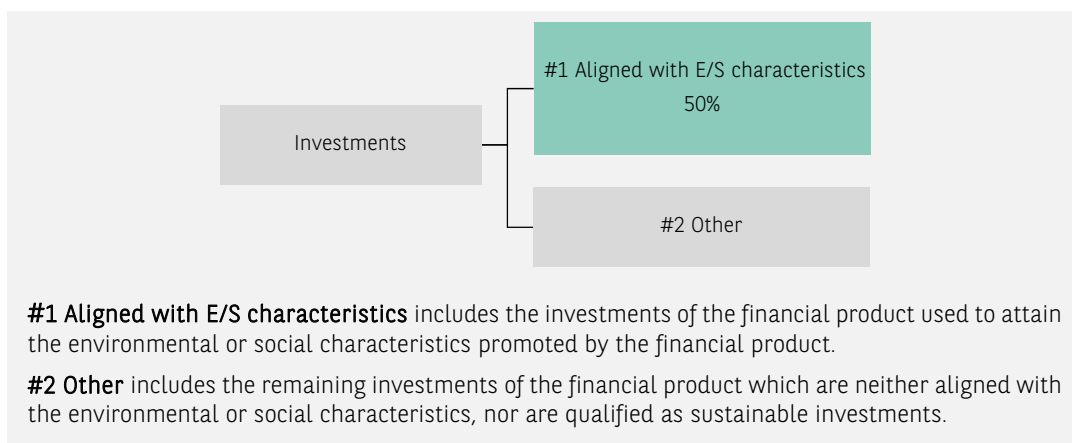 #1 Aligned with E/S characteristics
50%
Investments
#2 Other
#1 Aligned with E/S characteristics includes the investments of the financial product used to attain
the environmental or social characteristics promoted by the financial product.
#2 Other includes the remaining investments of the financial product which are neither aligned with
the environmental or social characteristics, nor are qualified as sustainable investments.